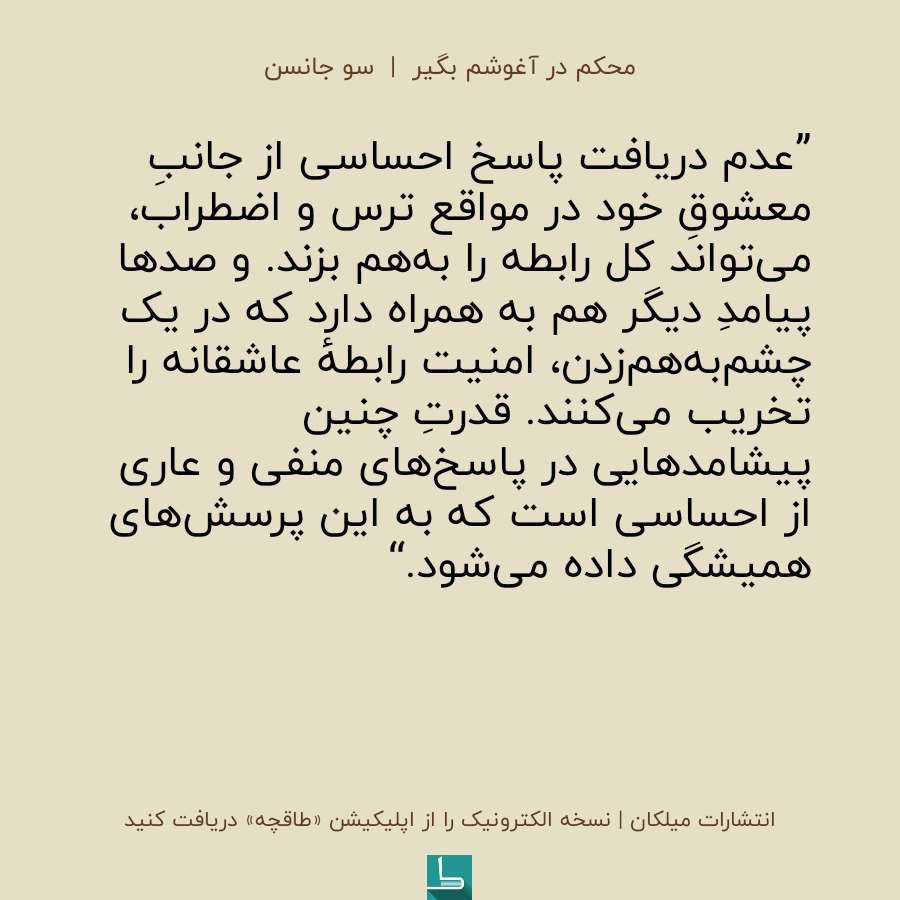 محکم در آغوشم بگیر | سو جانسن
”عدم دریافت پاسخ احساسی از جانبِ
معشوقِ خود در مواقع ترس و اضطراب،
می‌تواند کل رابطه را به‌هم بزند. و صدها
پیامدِ دیگر هم به همراه دارد که در یک
چشم‌به‌هم‌زدن، امنیت رابطهٔ عاشقانه را
تخریب می‌کنند. قدرتِ چنین
پیشامدهایی در پاسخ‌های منفی و عاری
از احساسی است که به این پرسش‌های
همیشگی داده می‌شود.“
انتشارات میلکان | نسخه الکترونیک را از اپلیکیشن «طاقچه» دریافت کنید